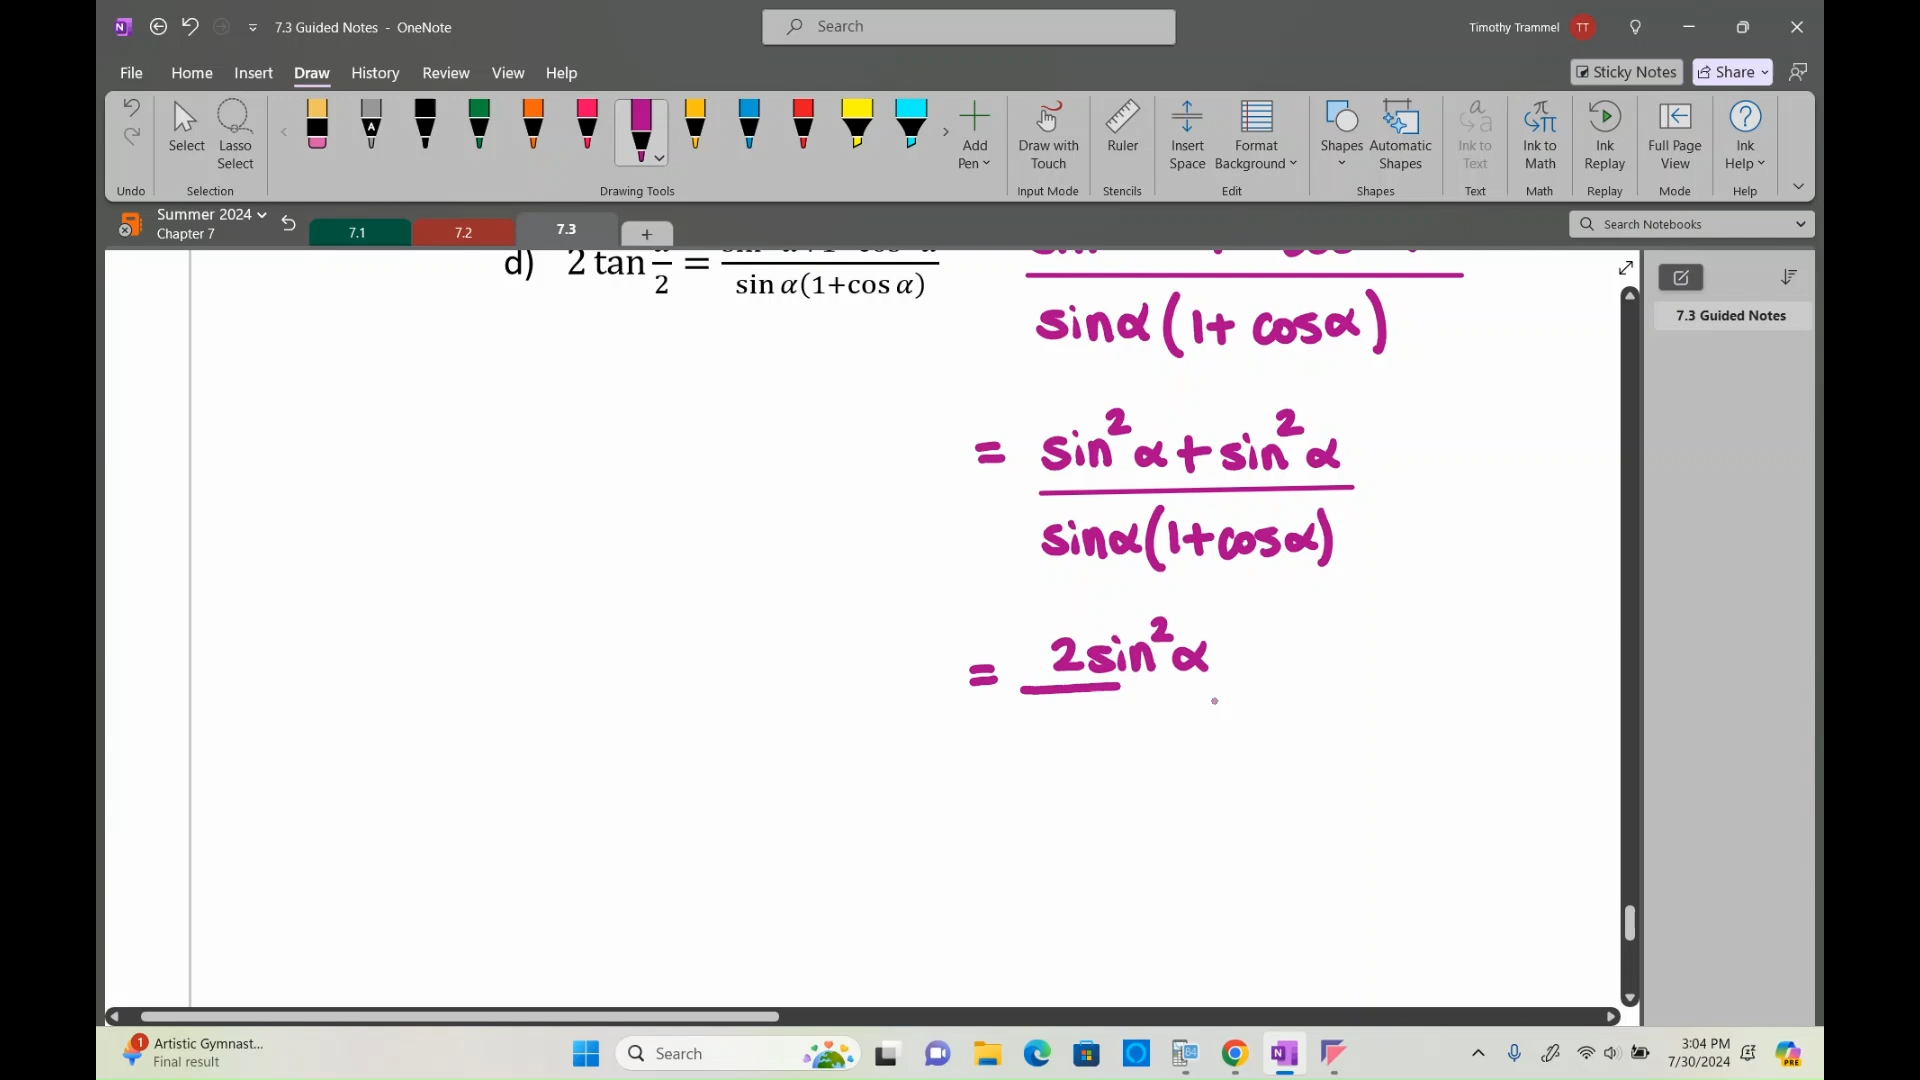 7.3 Guided Notes - OneNote
Search
Timothy Trammel TT
File Home Insert Draw History Review View Help
Sticky Notes Share
Select Lasso Select
Add Pen
Draw with Touch
Ruler
Insert Space
Format Background
Shapes
Automatic Shapes
Ink to Text
Ink to Math
Ink Replay
Full Page View
Ink Help
Undo Selection Drawing Tools Input Mode Stencils Edit Shapes Text Math Replay Mode Help
Summer 2024
Chapter 7
7.1 7.2 7.3 +
Search Notebooks
7.3 Guided Notes
d) 2 tan α/2 =
sin α(1+cos α)
sinα(1+ cosα)
= sin²α+sin²α
sinα(1+cosα)
= 2sin²α
1
Artistic Gymnast...
Final result
Search
3:04 PM
7/30/2024
PRE